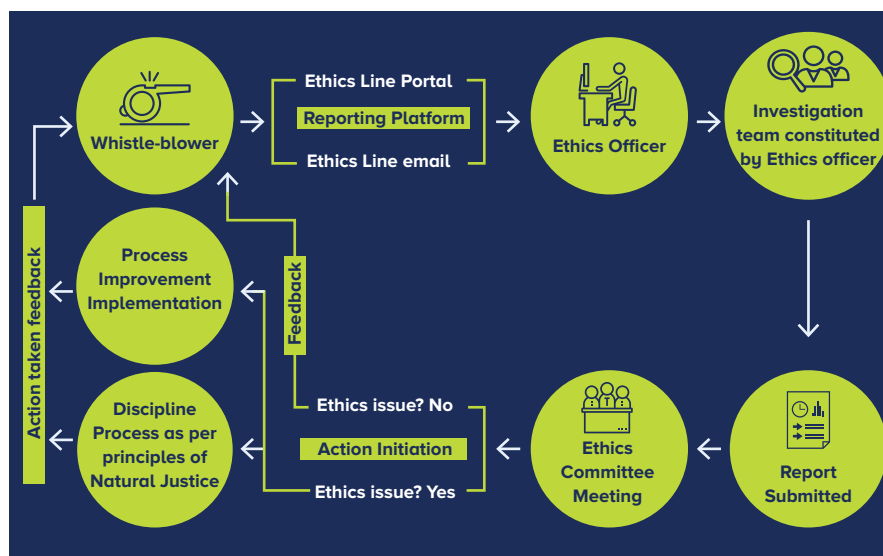 Whistle-blower
Ethics Line Portal
Reporting Platform
Ethics Line email
Ethics Officer
Investigation
team constituted
by Ethics officer
Report
Submitted
Ethics
Committee
Meeting
Ethics issue? No
Action Initiation
Ethics issue? Yes
Feedback
Process
Improvement
Implementation
Discipline
Process as per
principles of
Natural Justice
Action taken feedback